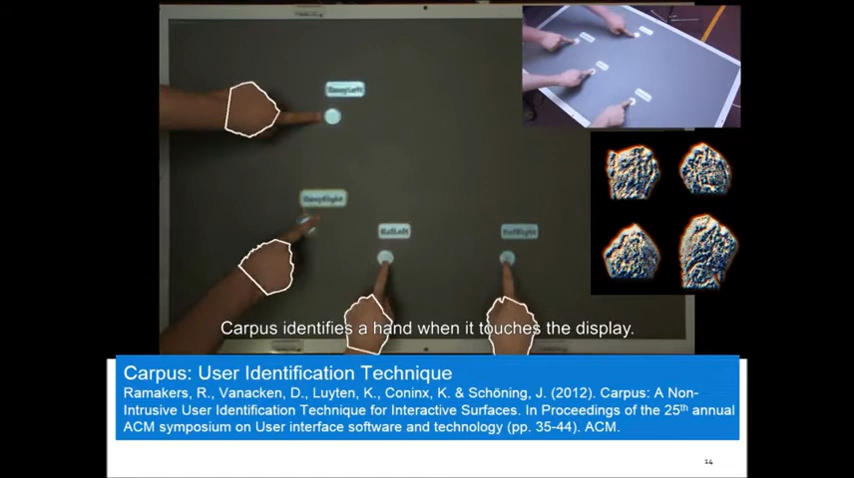 Carpus identifies a hand when it touches the display.
Carpus: User Identification Technique
Ramakers, R., Vanacken, D., Luyten, K., Coninx, K. & Schöning, J. (2012). Carpus: A Non-
Intrusive User Identification Technique for Interactive Surfaces. In Proceedings of the 25th annual
ACM symposium on User interface software and technology (pp. 35-44). ACM.
14